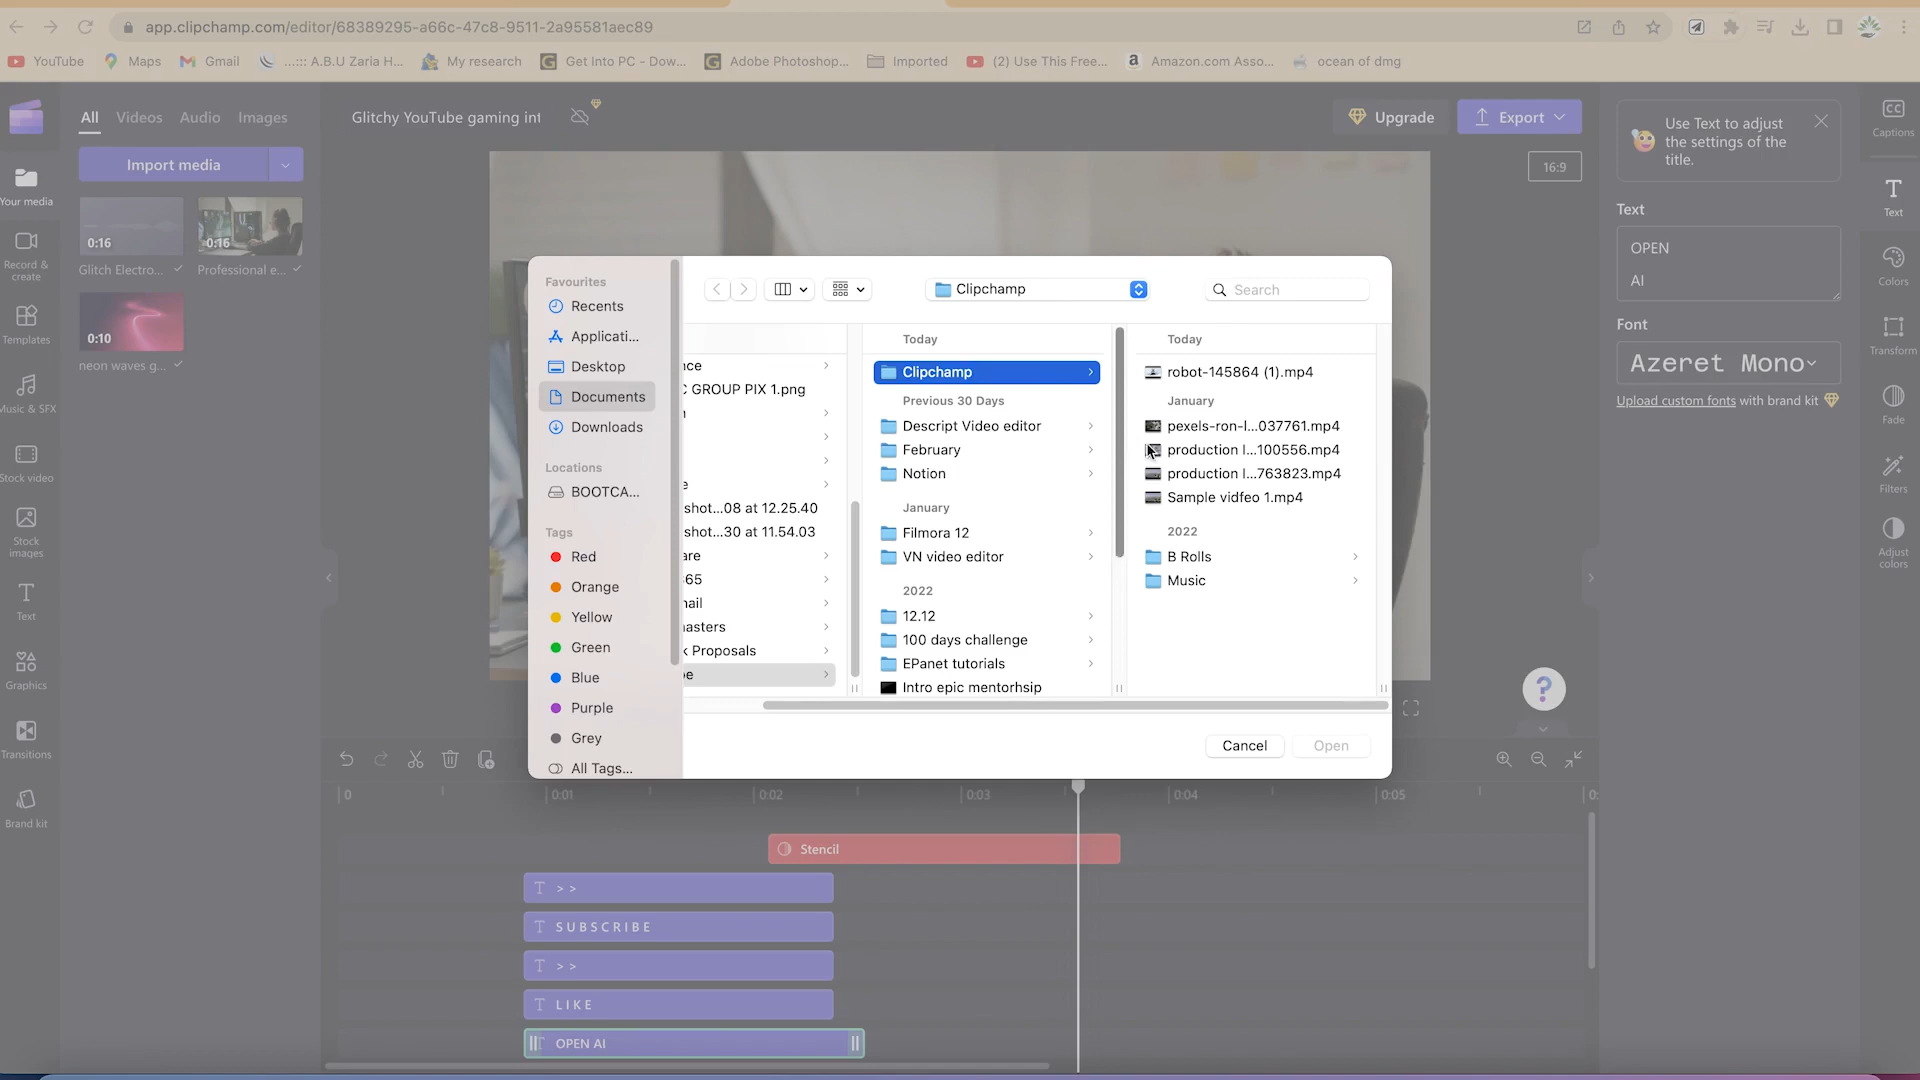 app.clipchamp.com/editor/68389295-a66c-47c8-9511-2a95581aec89
YouTube
Maps
Gmail
...::: A.B.U Zaria H...
My research
Get Into PC - Dow...
Adobe Photoshop...
Imported
(2) Use This Free...
Amazon.com Asso...
ocean of dmg
All
Videos
Audio
Images
Glitchy YouTube gaming int
Upgrade
Export
Import media
16:9
Your media
Record &
create
Templates
Music & SFX
Stock video
Stock
images
Text
Graphics
Transitions
Brand kit
0:16
Glitch Electro...
0:16
Professional e...
0:10
neon waves g...
Favourites
Recents
Applicati...
Desktop
Documents
Downloads
Locations
BOOTCA...
Tags
Red
Orange
Yellow
Green
Blue
Purple
Grey
All Tags...
Clipchamp
Search
nce
C GROUP PIX 1.png
shot...08 at 12.25.40
shot...30 at 11.54.03
are
365
nail
asters
k Proposals
be
Today
Clipchamp
Previous 30 Days
Descript Video editor
February
Notion
January
Filmora 12
VN video editor
2022
12.12
100 days challenge
EPanet tutorials
Intro epic mentorhsip
Today
robot-145864 (1).mp4
January
pexels-ron-l...037761.mp4
production l...100556.mp4
production l...763823.mp4
Sample vidfeo 1.mp4
2022
B Rolls
Music
Cancel
Open
?
Use Text to adjust
the settings of the
title.
Text
OPEN
AI
Font
Azeret Mono
Upload custom fonts with brand kit
CC
Captions
Text
Colors
Transform
Fade
Filters
Adjust
colors
0
0:01
0:02
0:03
0:04
0:05
0:
Stencil
T > >
T SUBSCRIBE
T > >
T LIKE
OPEN AI